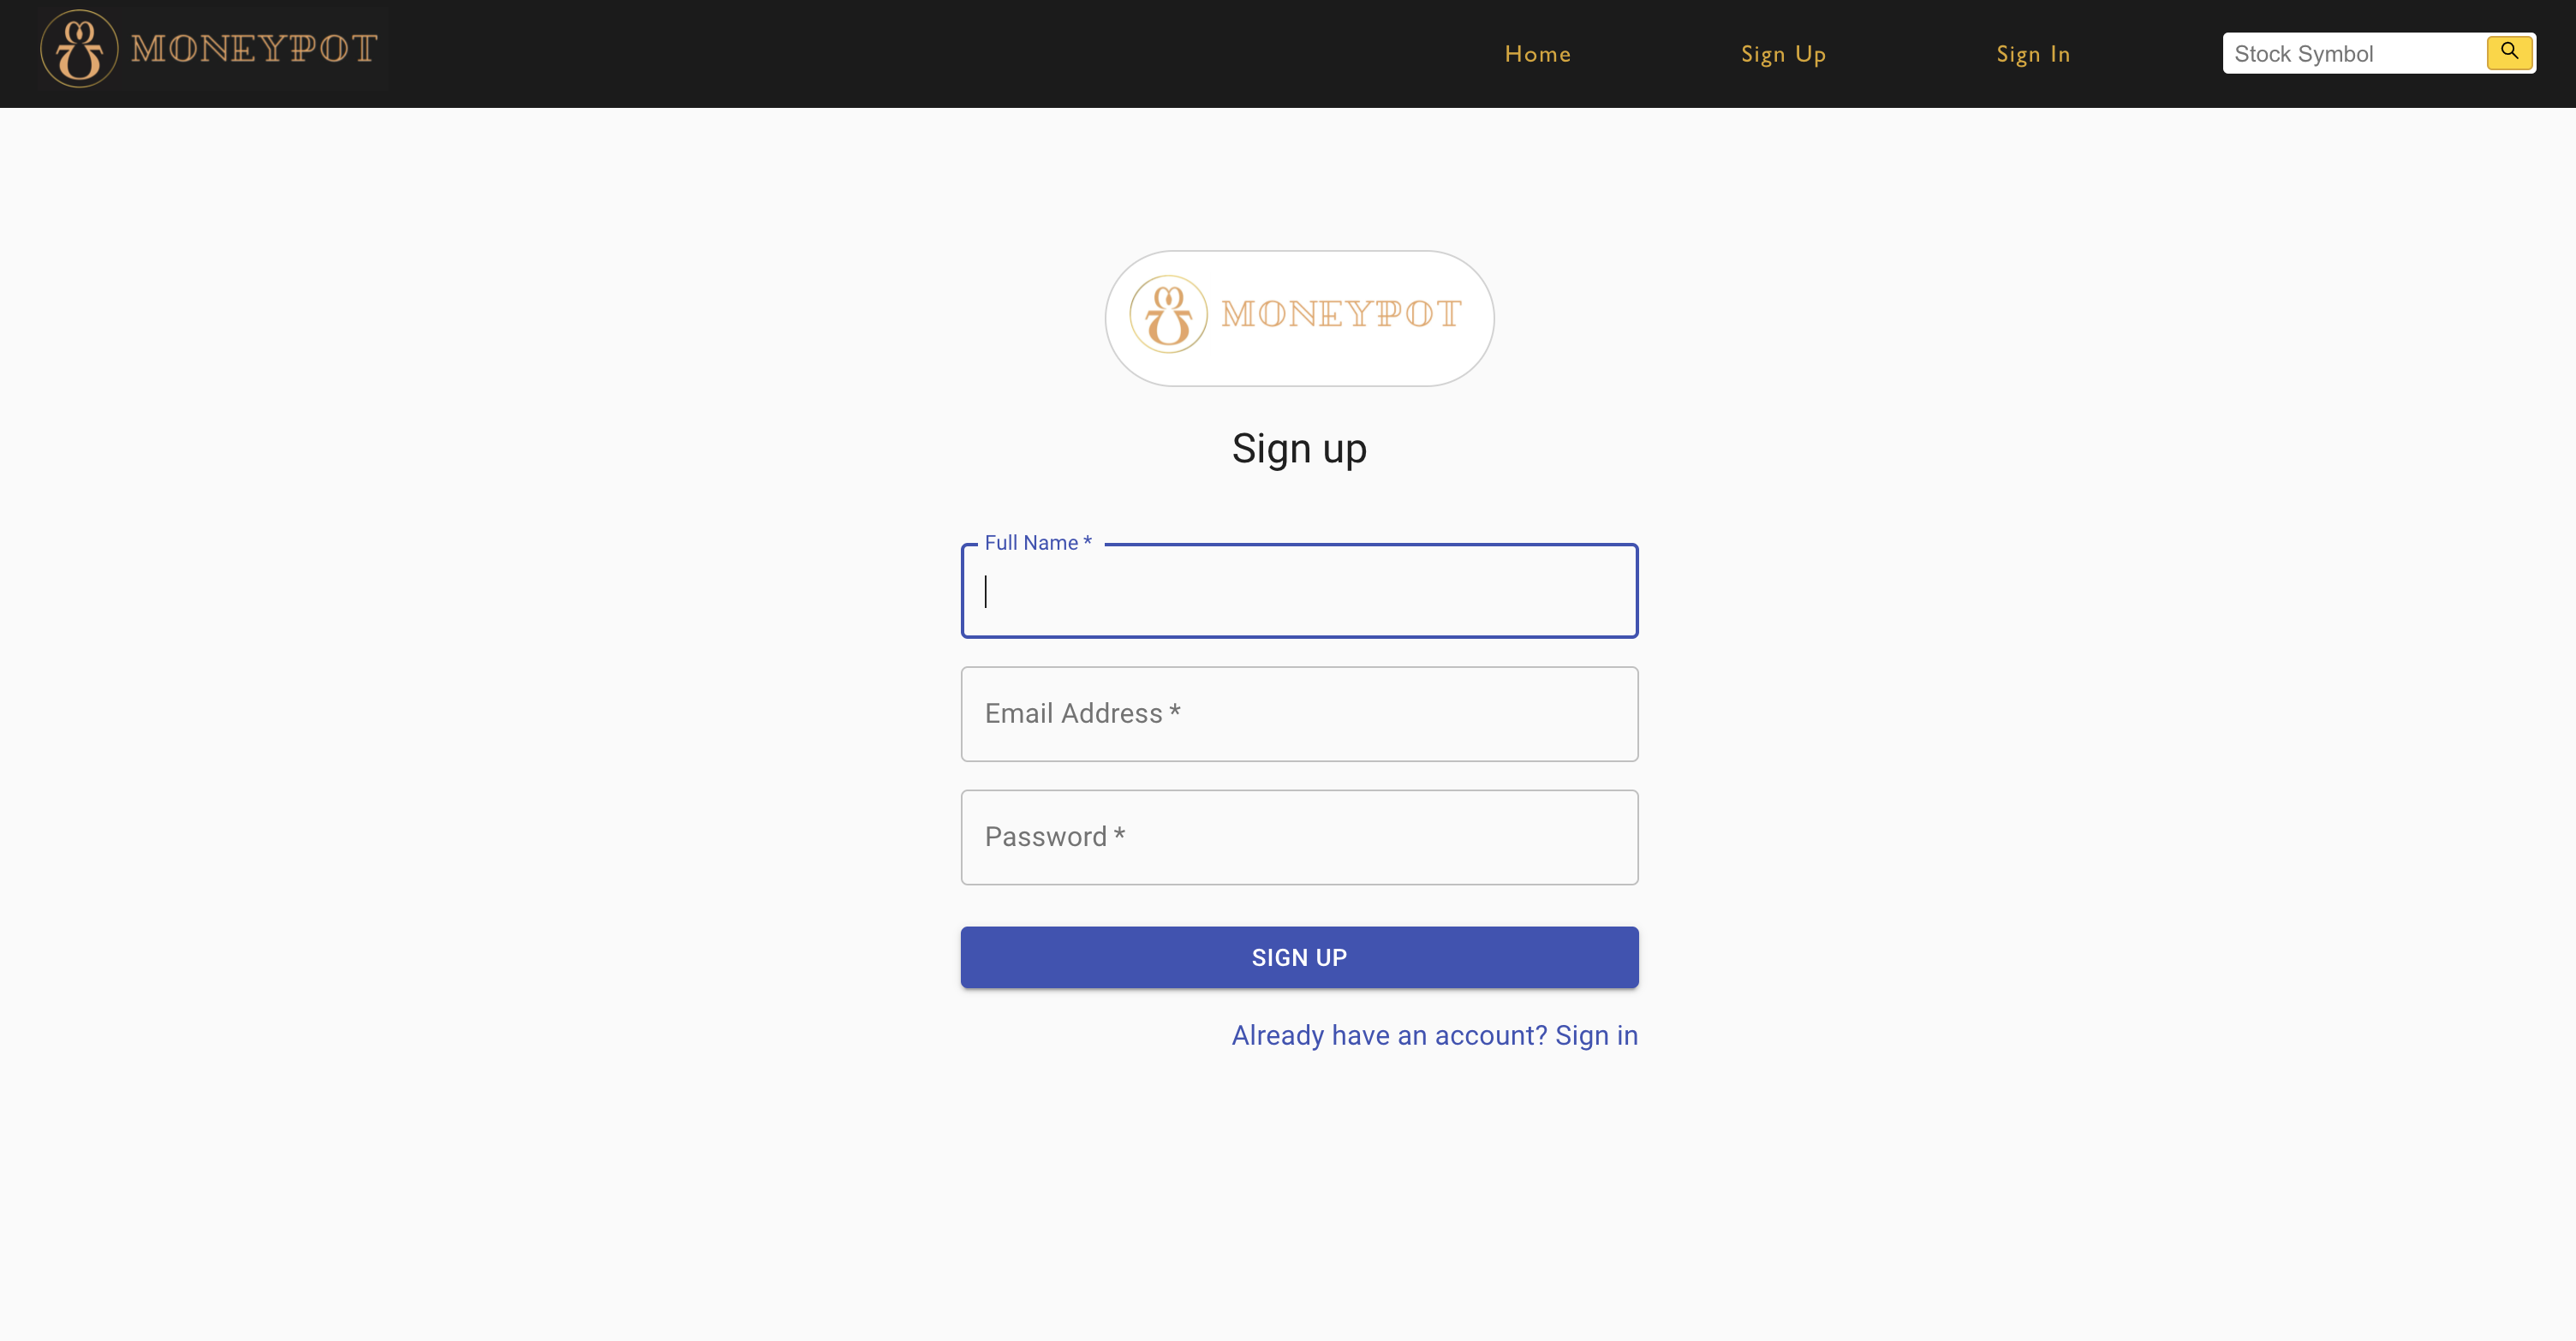 MONEYPOT
Home
Sign Up
Sign In
Stock Symbol
MONEYPOT
Sign up
Full Name *
Email Address *
Password *
SIGN UP
Already have an account? Sign in